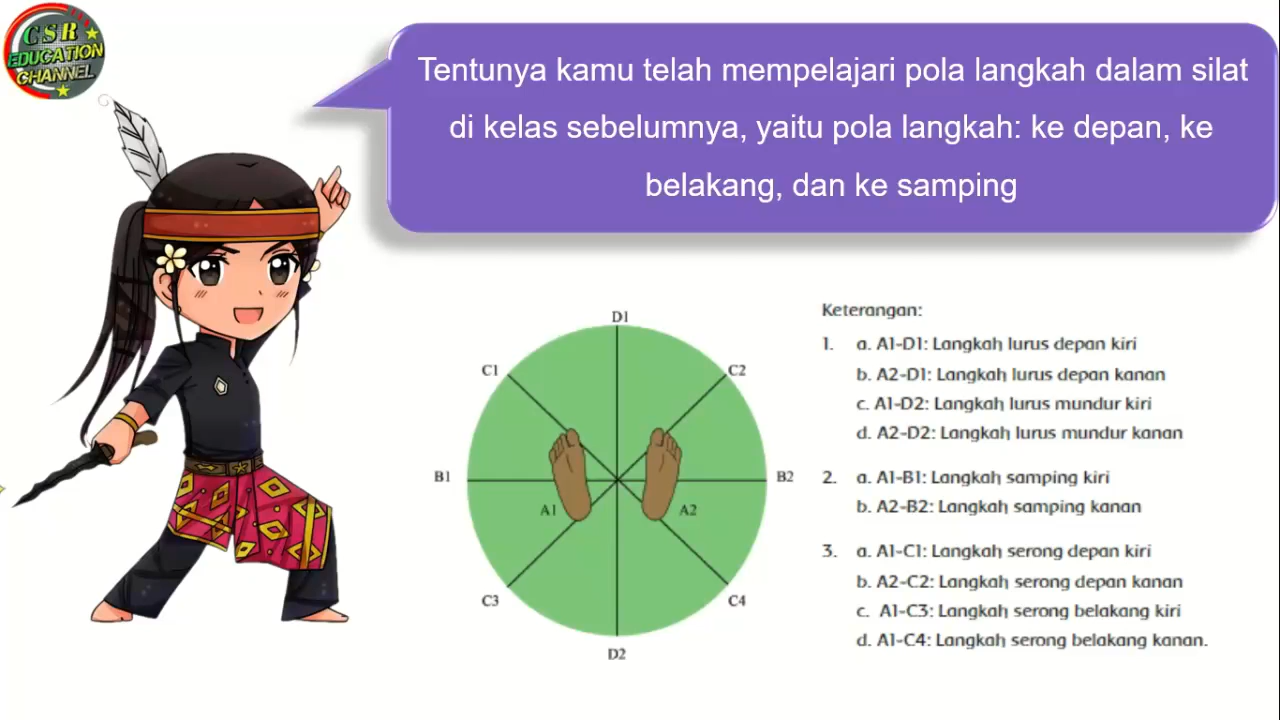 CSR
EDUCATION
CHANNEL
Tentunya kamu telah mempelajari pola langkah dalam silat
di kelas sebelumnya, yaitu pola langkah: ke depan, ke
belakang, dan ke samping
D1
C1
C2
B1
B2
A1
A2
C3
C4
D2
Keterangan:
1. a. A1-D1: Langkah lurus depan kiri
b. A2-D1: Langkah lurus depan kanan
c. A1-D2: Langkah lurus mundur kiri
d. A2-D2: Langkah lurus mundur kanan
2. a. A1-B1: Langkah samping kiri
b. A2-B2: Langkah samping kanan
3. a. A1-C1: Langkah serong depan kiri
b. A2-C2: Langkah serong depan kanan
c. A1-C3: Langkah serong belakang kiri
d. A1-C4: Langkah serong belakang kanan.